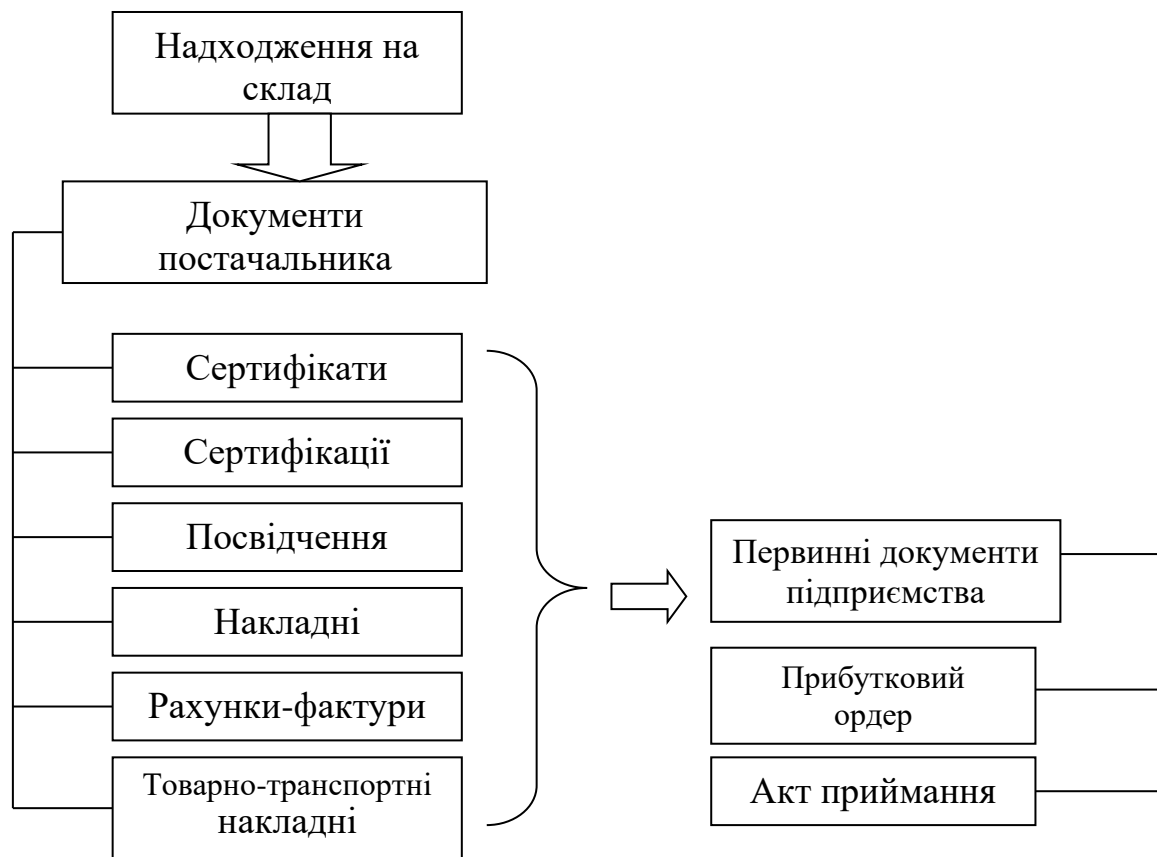 Надходження на
склад
Документи
постачальника
Сертифікати
Сертифікації
Посвідчення
Накладні
Рахунки-фактури
Товарно-транспортні
накладні
Первинні документи
підприємства
Прибутковий
ордер
Акт приймання